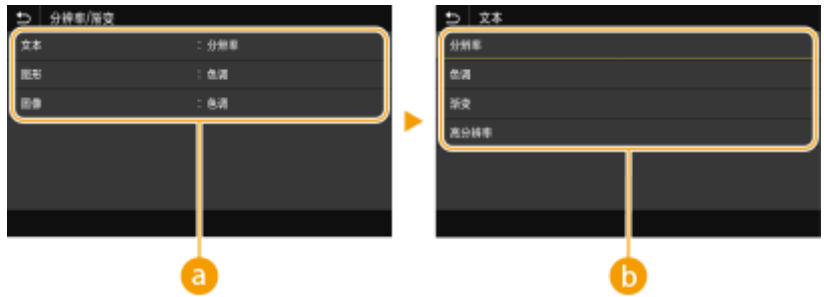 分辨率/渐变
文本 : 分辨率
图形 : 色调
图像 : 色调
a
文本
分辨率
色调
渐变
高分辨率
b